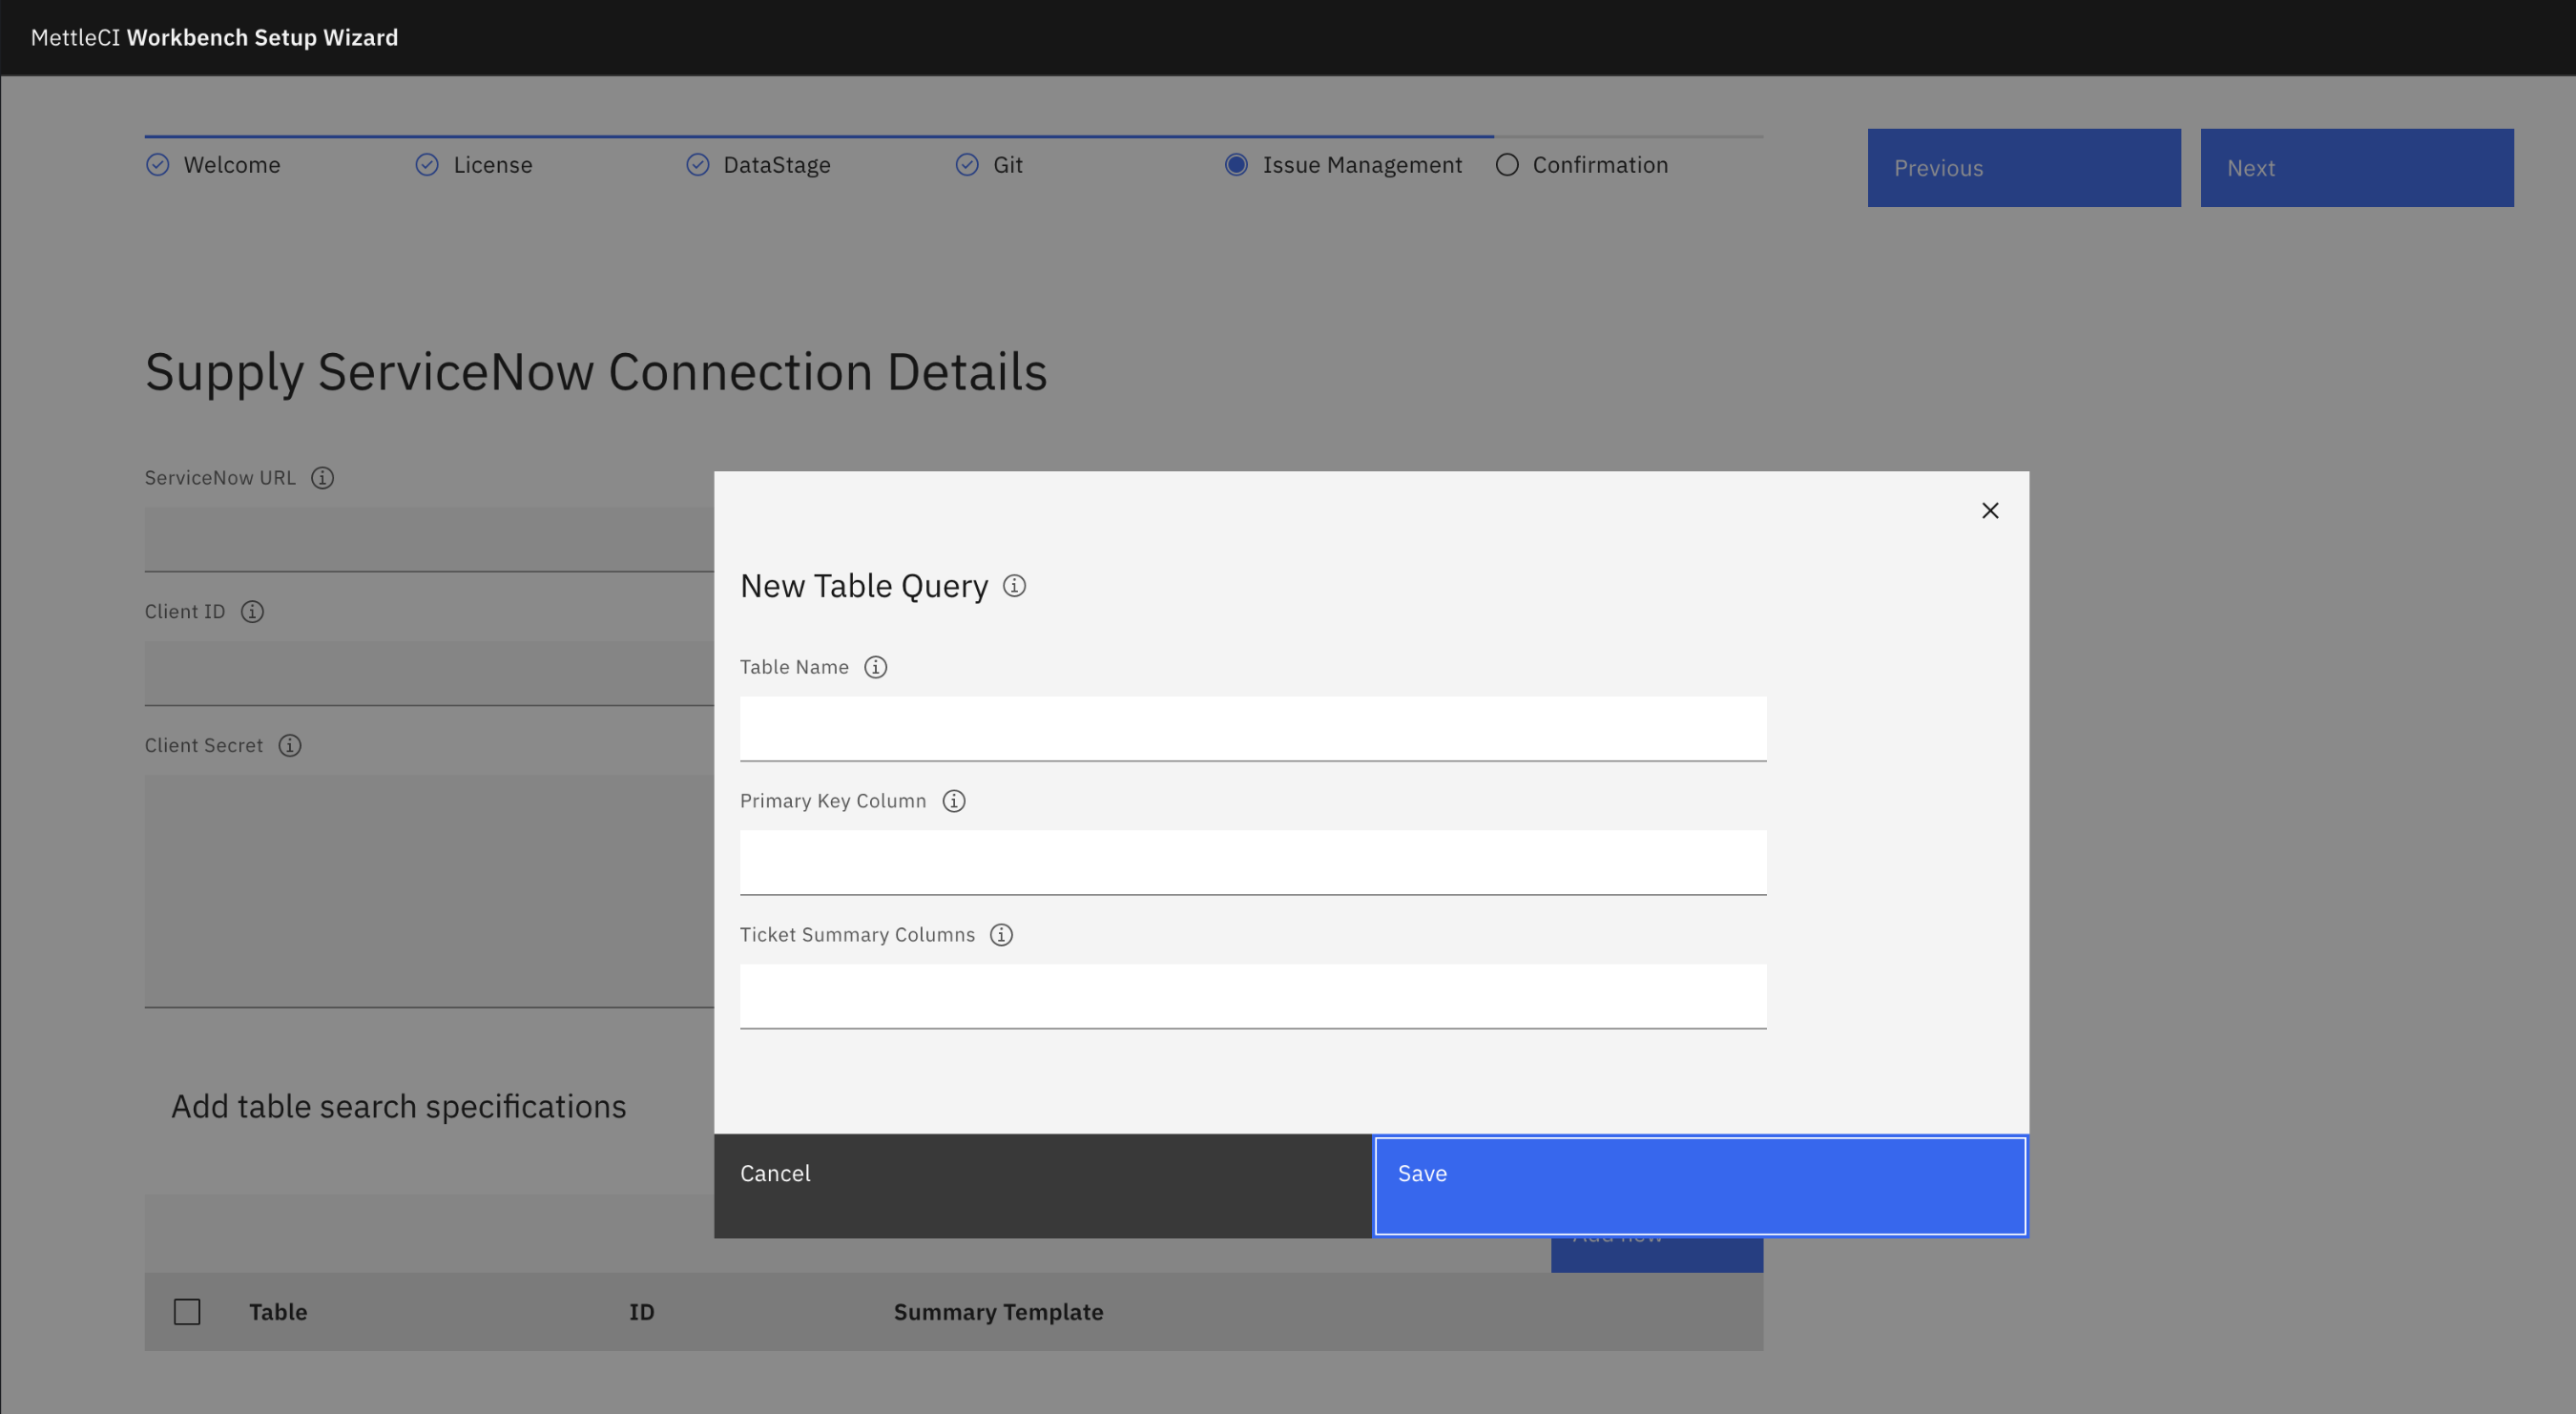 MettleCI Workbench Setup Wizard
Welcome
License
DataStage
Git
Issue Management
Confirmation
Previous
Next
Supply ServiceNow Connection Details
ServiceNow URL
Client ID
Client Secret
New Table Query
Table Name
Primary Key Column
Ticket Summary Columns
Add table search specifications
Cancel
Save
Table
ID
Summary Template